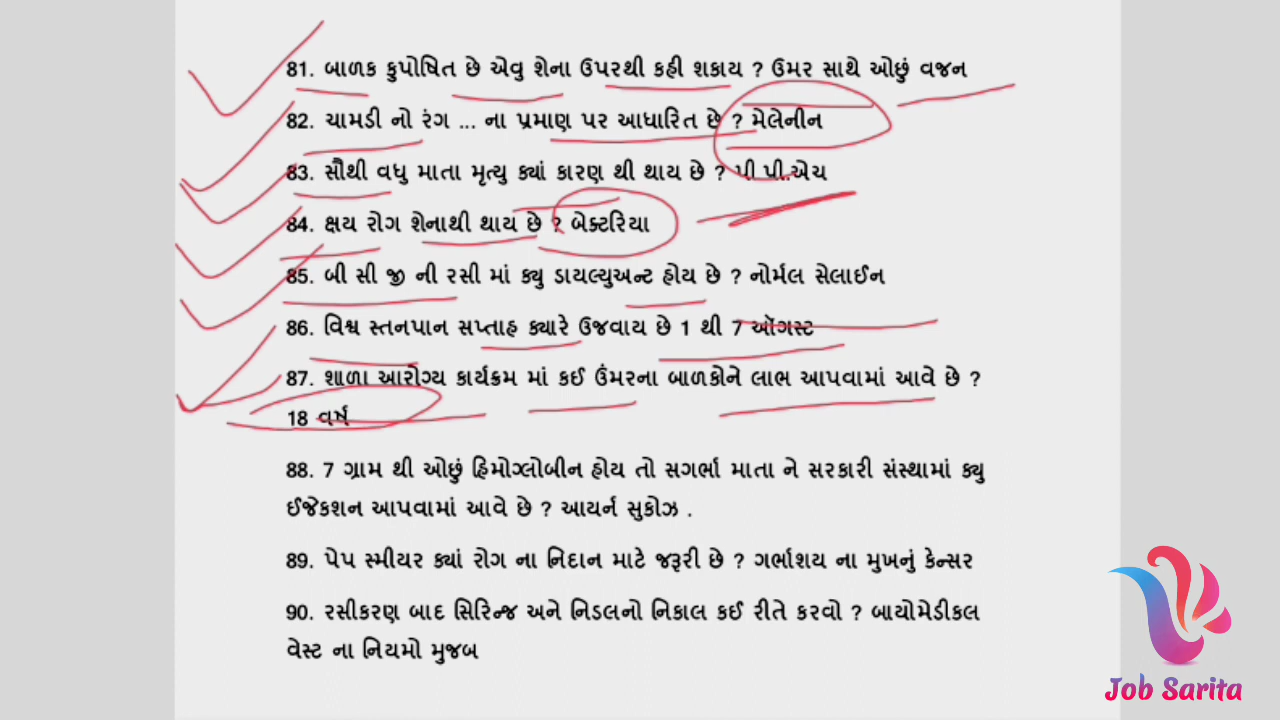 81. બાળક કુપોષિત છે એવુ શેના ઉપરથી કહી શકાય ? ઉમર સાથે ઓછું વજન
82. ચામડી નો રંગ ... ના પ્રમાણ પર આધારિત છે ? મેલેનીન
83. સૌથી વધુ માતા મૃત્યુ ક્યાં કારણ થી થાય છે ? પી પી..એચ
84. ક્ષય રોગ શેનાથી થાય છે ? બેક્ટરિયા
85. બી સી જી ની રસી માં ક્યુ ડાયલ્યુઅન્ટ હોય છે ? નોર્મલ સેલાઈન
86. વિશ્વ સ્તનપાન સપ્તાહ ક્યારે ઉજવાય છે 1 થી 7 ઑગસ્ટ
87. શાળા આરોગ્ય કાર્યક્રમ માં કઈ ઉંમરના બાળકોને લાભ આપવામાં આવે છે ?
18 વર્ષ
88. 7 ગ્રામ થી ઓછું હિમોગ્લોબીન હોય તો સગર્ભા માતા ને સરકારી સંસ્થામાં ક્યુ
ઈજેકશન આપવામાં આવે છે ? આયર્ન સુક્રોઝ .
89. પેપ સ્મીયર ક્યાં રોગ ના નિદાન માટે જરૂરી છે ? ગર્ભાશય ના મુખનું કેન્સર
90. રસીકરણ બાદ સિરિન્જ અને નિડલનો નિકાલ કઈ રીતે કરવો ? બાયોમેડીકલ
વેસ્ટ ના નિયમો મુજબ
Job Sarita